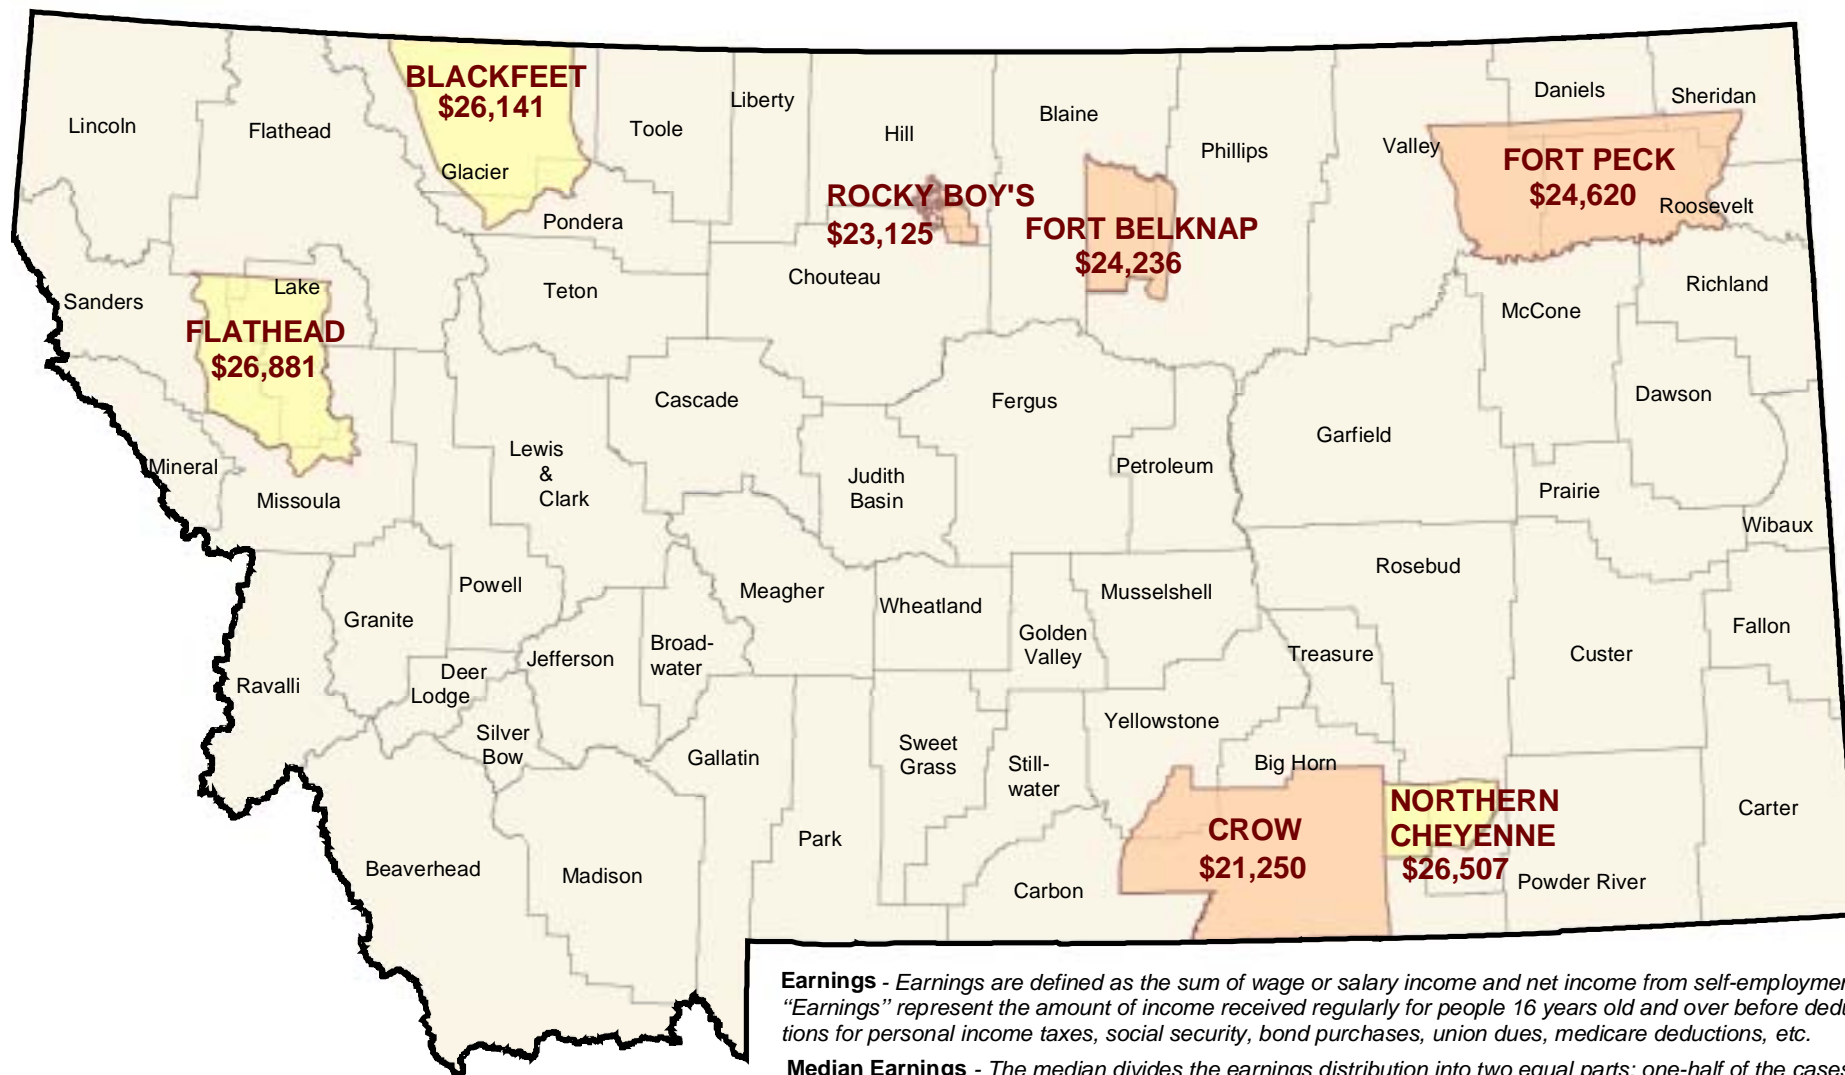 BLACKFEET
$26,141
Lincoln
Flathead
Glacier
Toole
Liberty
Hill
Blaine
Phillips
Valley
Daniels
Sheridan
FORT PECK
$24,620
Roosevelt
ROCKY BOY'S
$23,125
FORT BELKNAP
$24,236
Pondera
Chouteau
Teton
Lake
Sanders
FLATHEAD
$26,881
McCone
Richland
Dawson
Cascade
Fergus
Garfield
Petroleum
Lewis
&
Clark
Judith
Basin
Mineral
Missoula
Prairie
Wibaux
Rosebud
Powell
Granite
Meagher
Wheatland
Musselshell
Golden
Valley
Broad-
water
Jefferson
Deer
Lodge
Ravalli
Treasure
Custer
Fallon
Silver
Bow
Gallatin
Sweet
Grass
Still-
water
Yellowstone
Big Horn
Park
Beaverhead
Madison
Carbon
CROW
$21,250
NORTHERN
CHEYENNE
$26,507
Powder River
Carter
Earnings - Earnings are defined as the sum of wage or salary income and net income from self-employmen
“Earnings” represent the amount of income received regularly for people 16 years old and over before dedu
tions for personal income taxes, social security, bond purchases, union dues, medicare deductions, etc.
Median Earnings - The median divides the earnings distribution into two equal parts: one-half of the cases